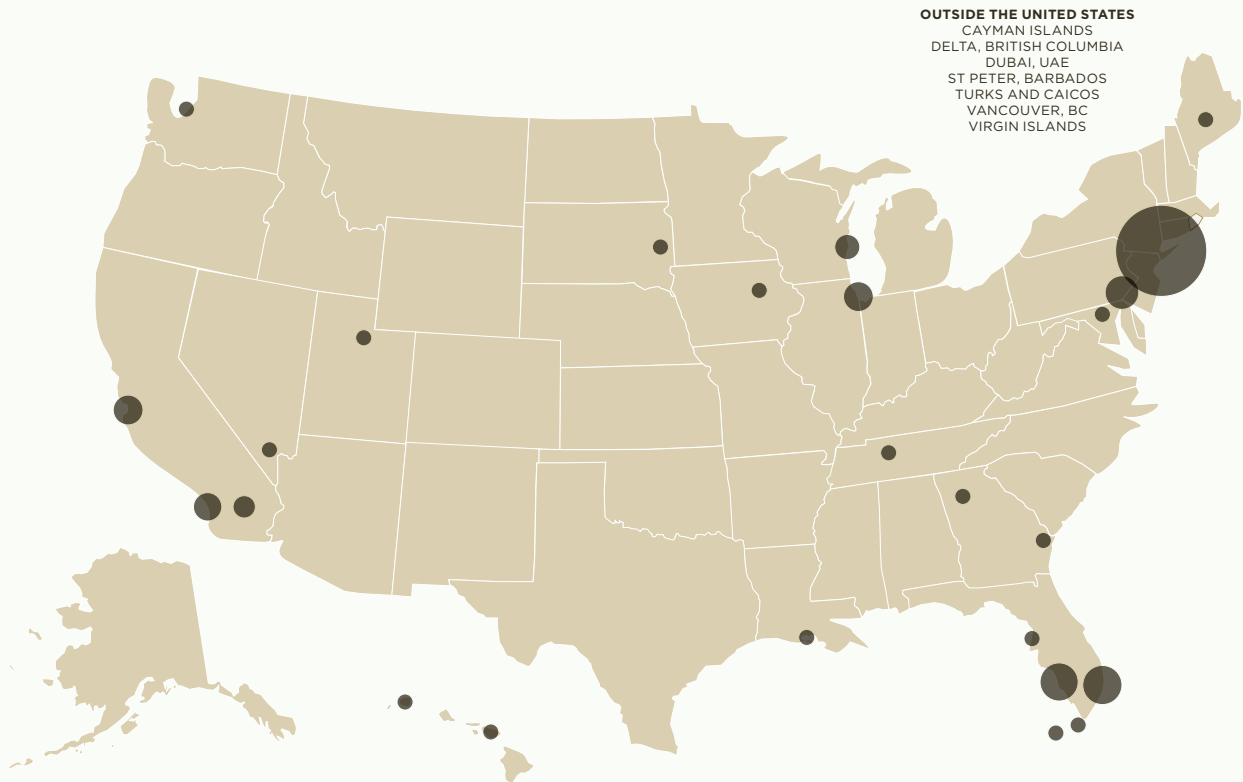 OUTSIDE THE UNITED STATES
CAYMAN ISLANDS
DELTA, BRITISH COLUMBIA
DUBAI, UAE
ST PETER, BARBADOS
TURKS AND CAICOS
VANCOUVER, BC
VIRGIN ISLANDS